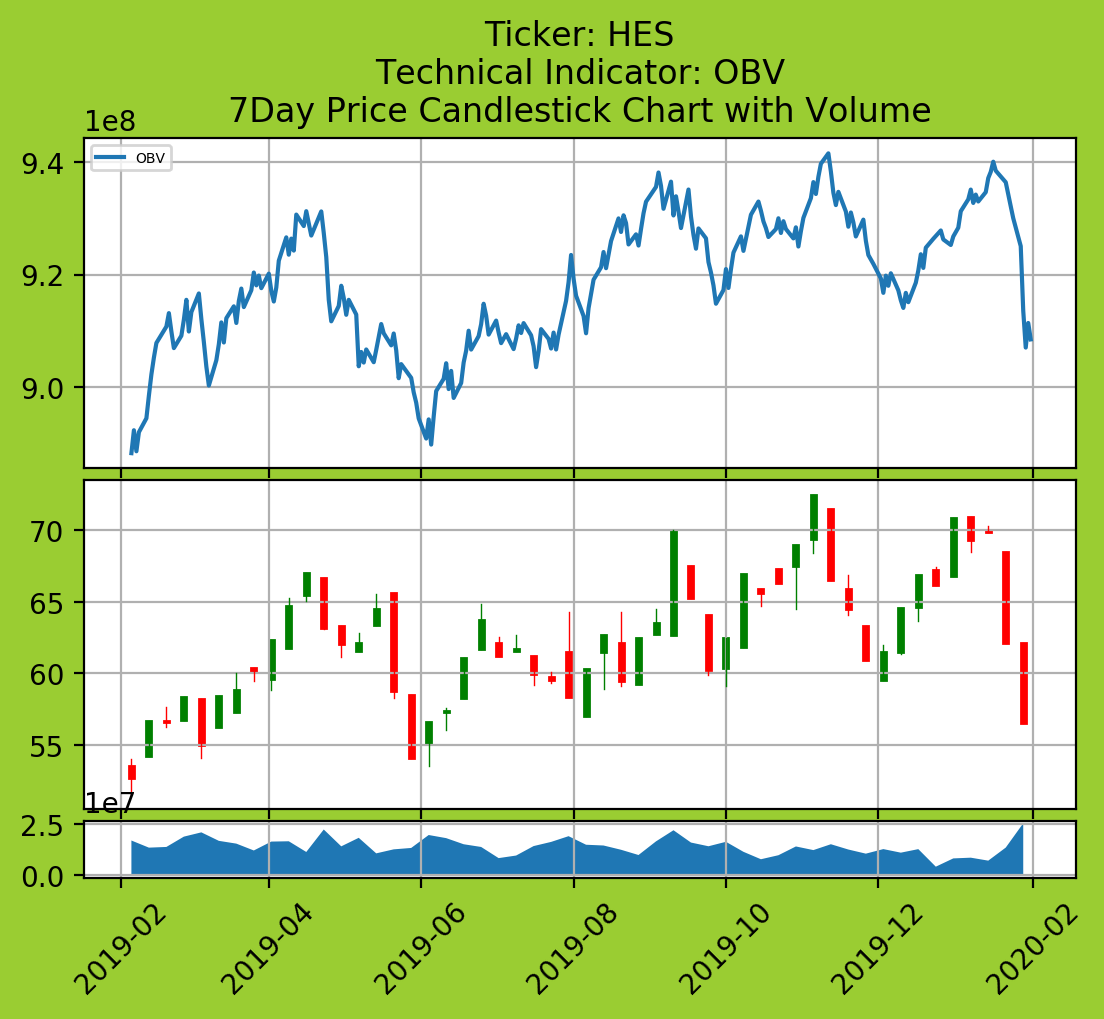 Ticker: HES
Technical Indicator: OBV
7Day Price Candlestick Chart with Volume
1e8
OBV
9.4
9.2
9.0
70
65
60
55
1e7
2.5
0.0
2019-02
2019-04
2019-06
2019-08
2019-10
2019-12
2020-02